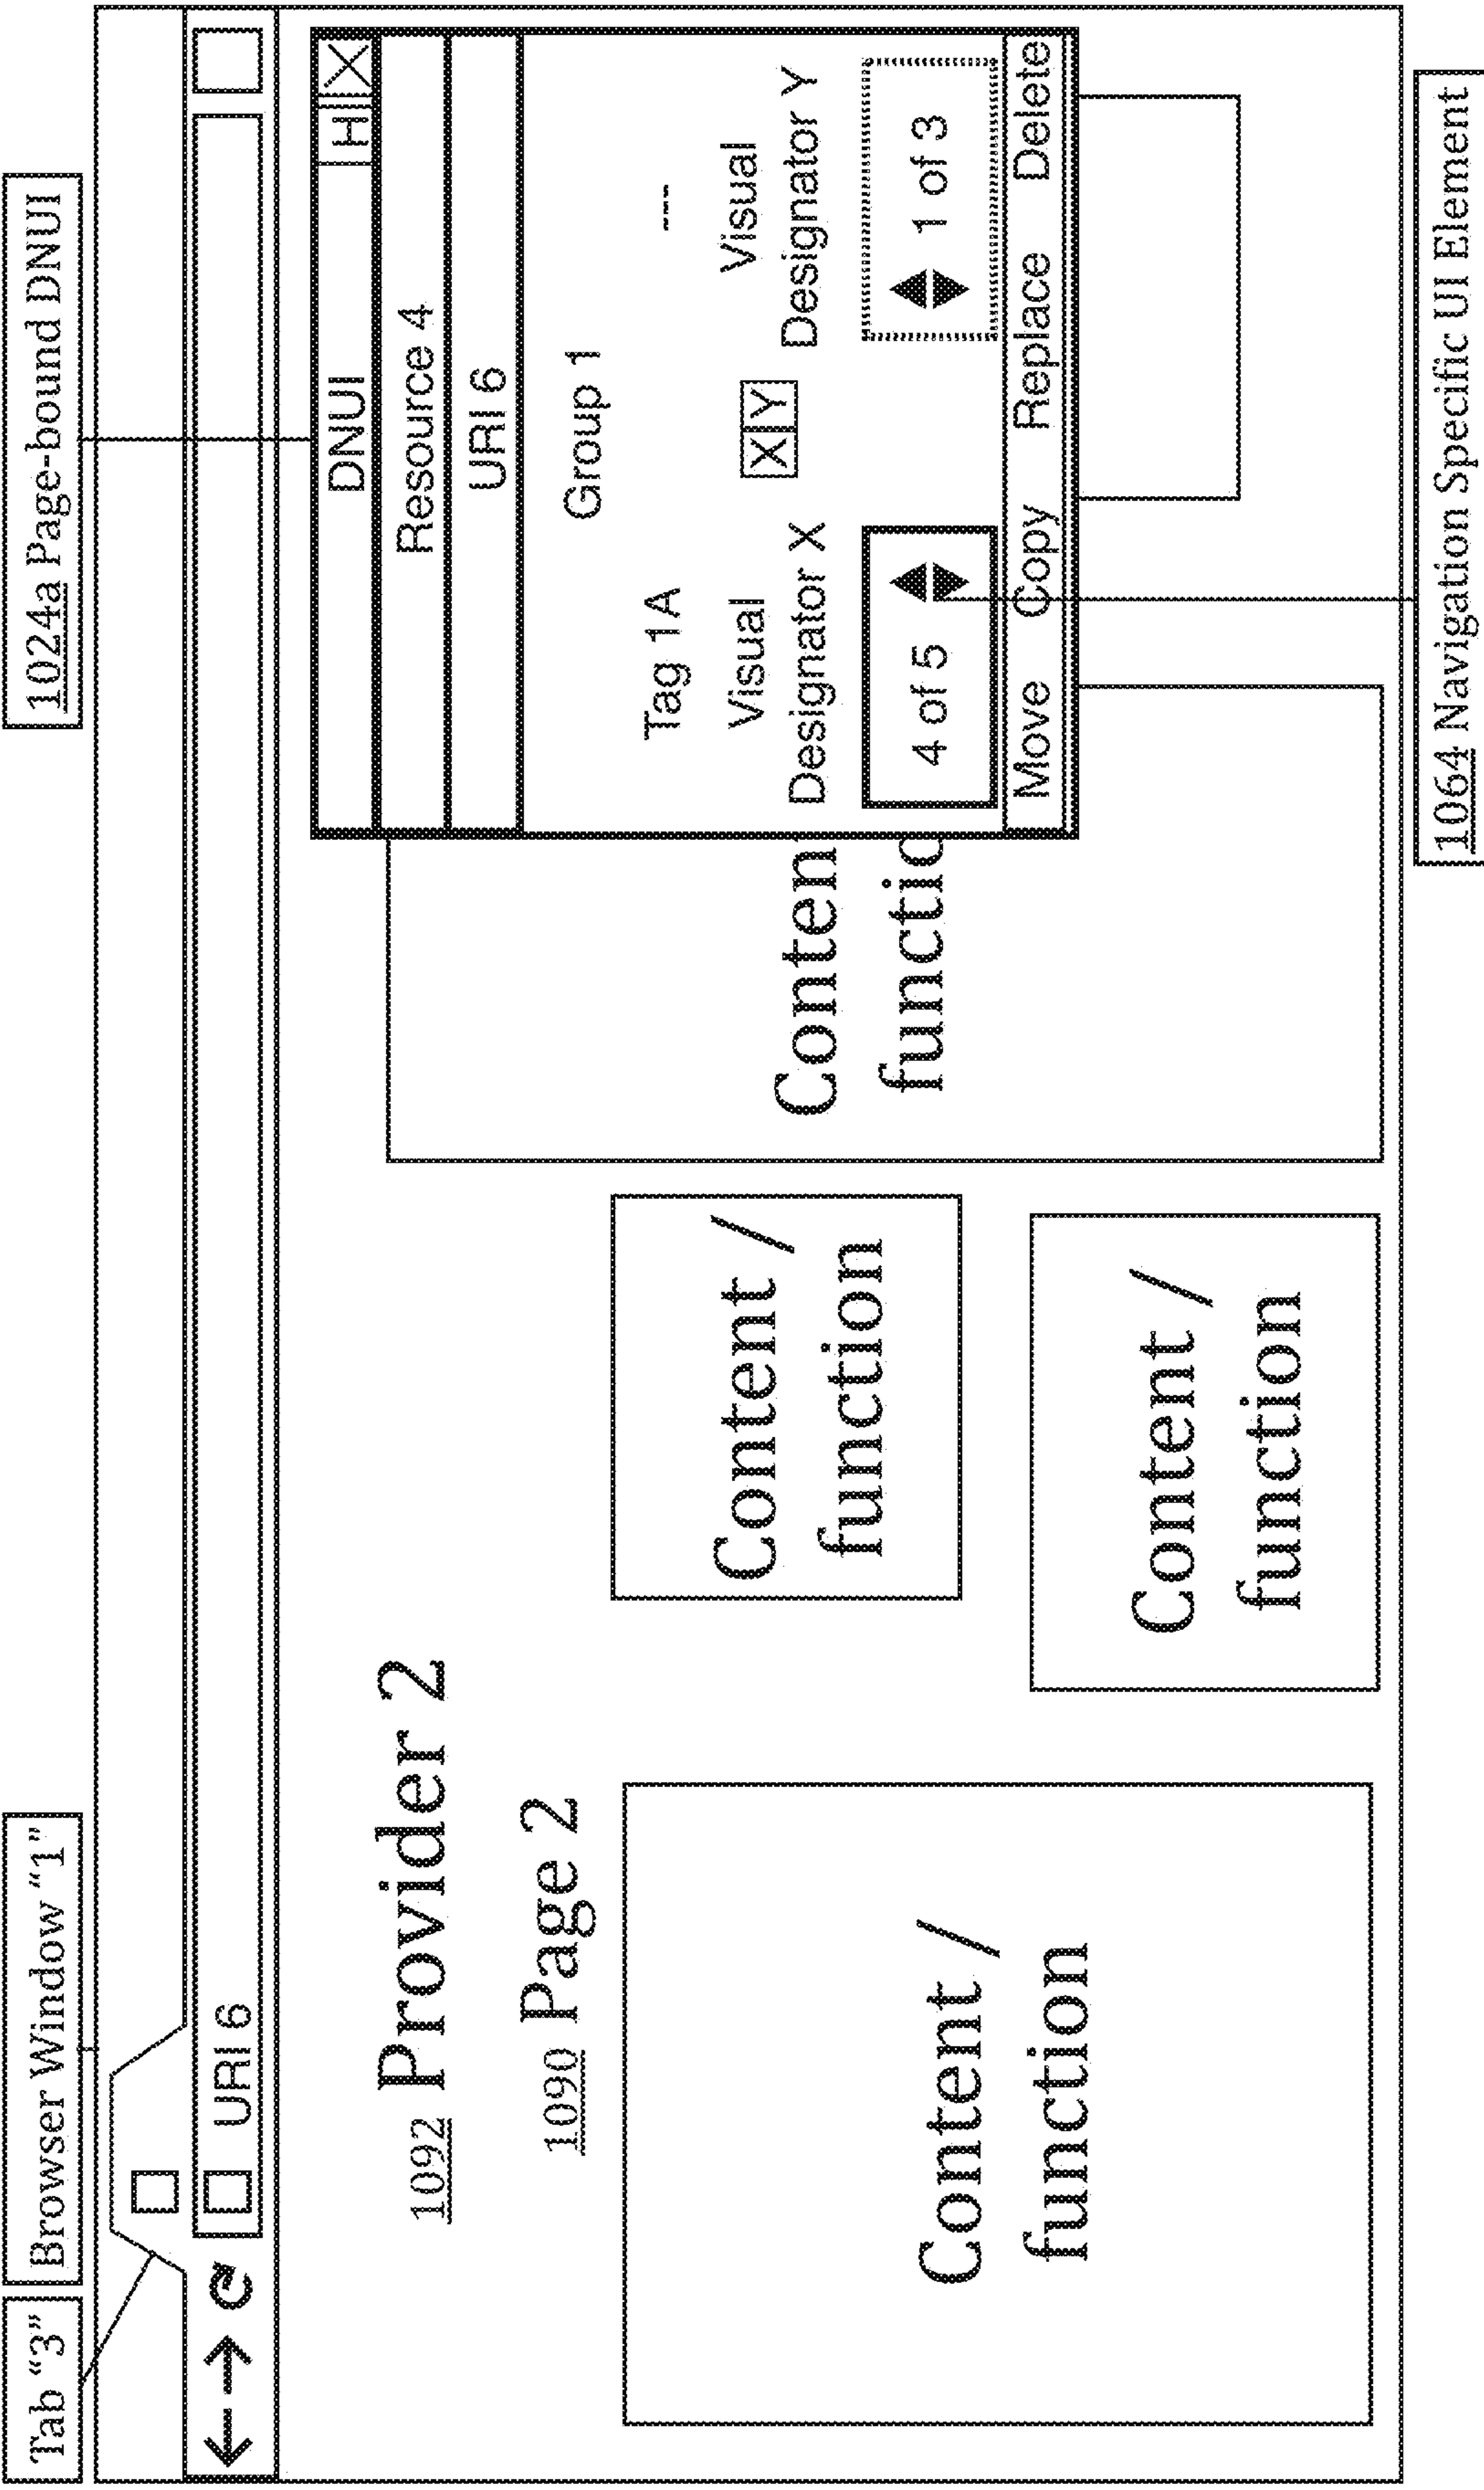 Tab “3”
Browser Window “1”
1024a Page-bound DNUI
URI 6
1092 Provider 2
1090 Page 2
Content /
function
Content /
function
Content /
function
Conten
functio
DNUI
H X
Resource 4
URI 6
Group 1
Tag 1A
---
Visual
Designator X
X Y
Visual
Designator Y
4 of 5
1 of 3
Move Copy Replace Delete
1064 Navigation Specific UI Element